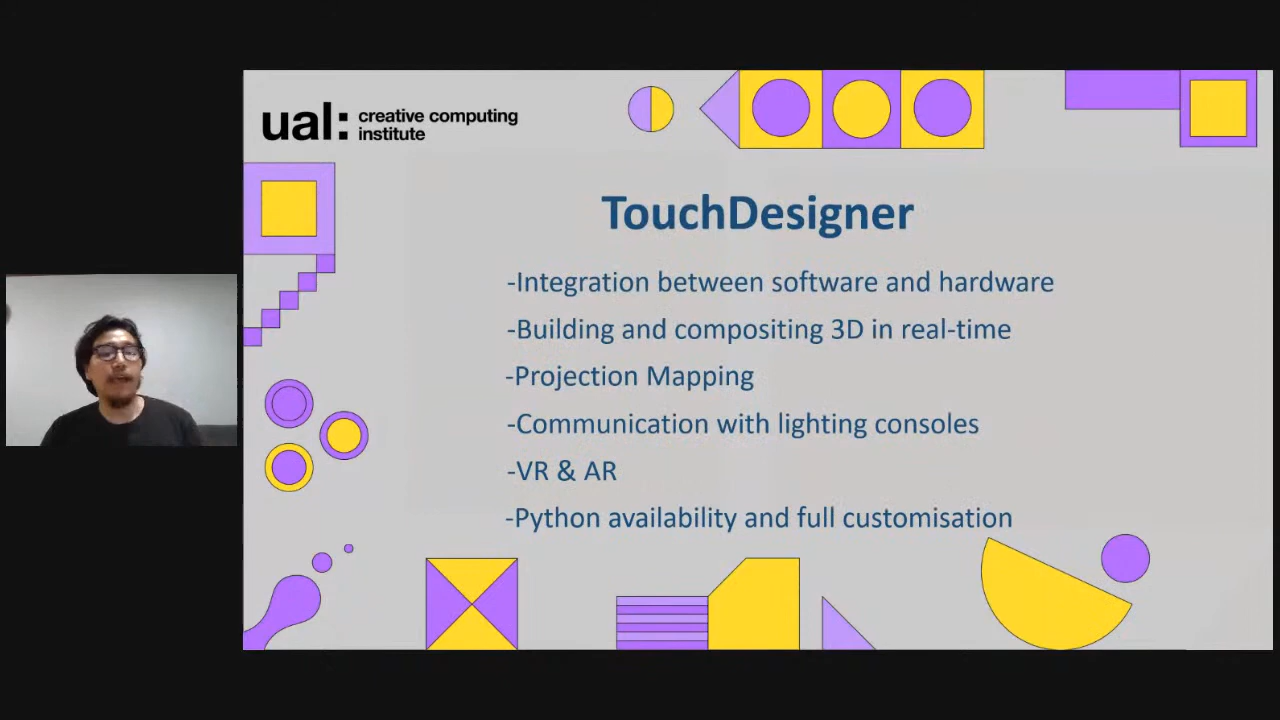 ual: creative computing
institute
TouchDesigner
-Integration between software and hardware
-Building and compositing 3D in real-time
-Projection Mapping
-Communication with lighting consoles
-VR & AR
-Python availability and full customisation